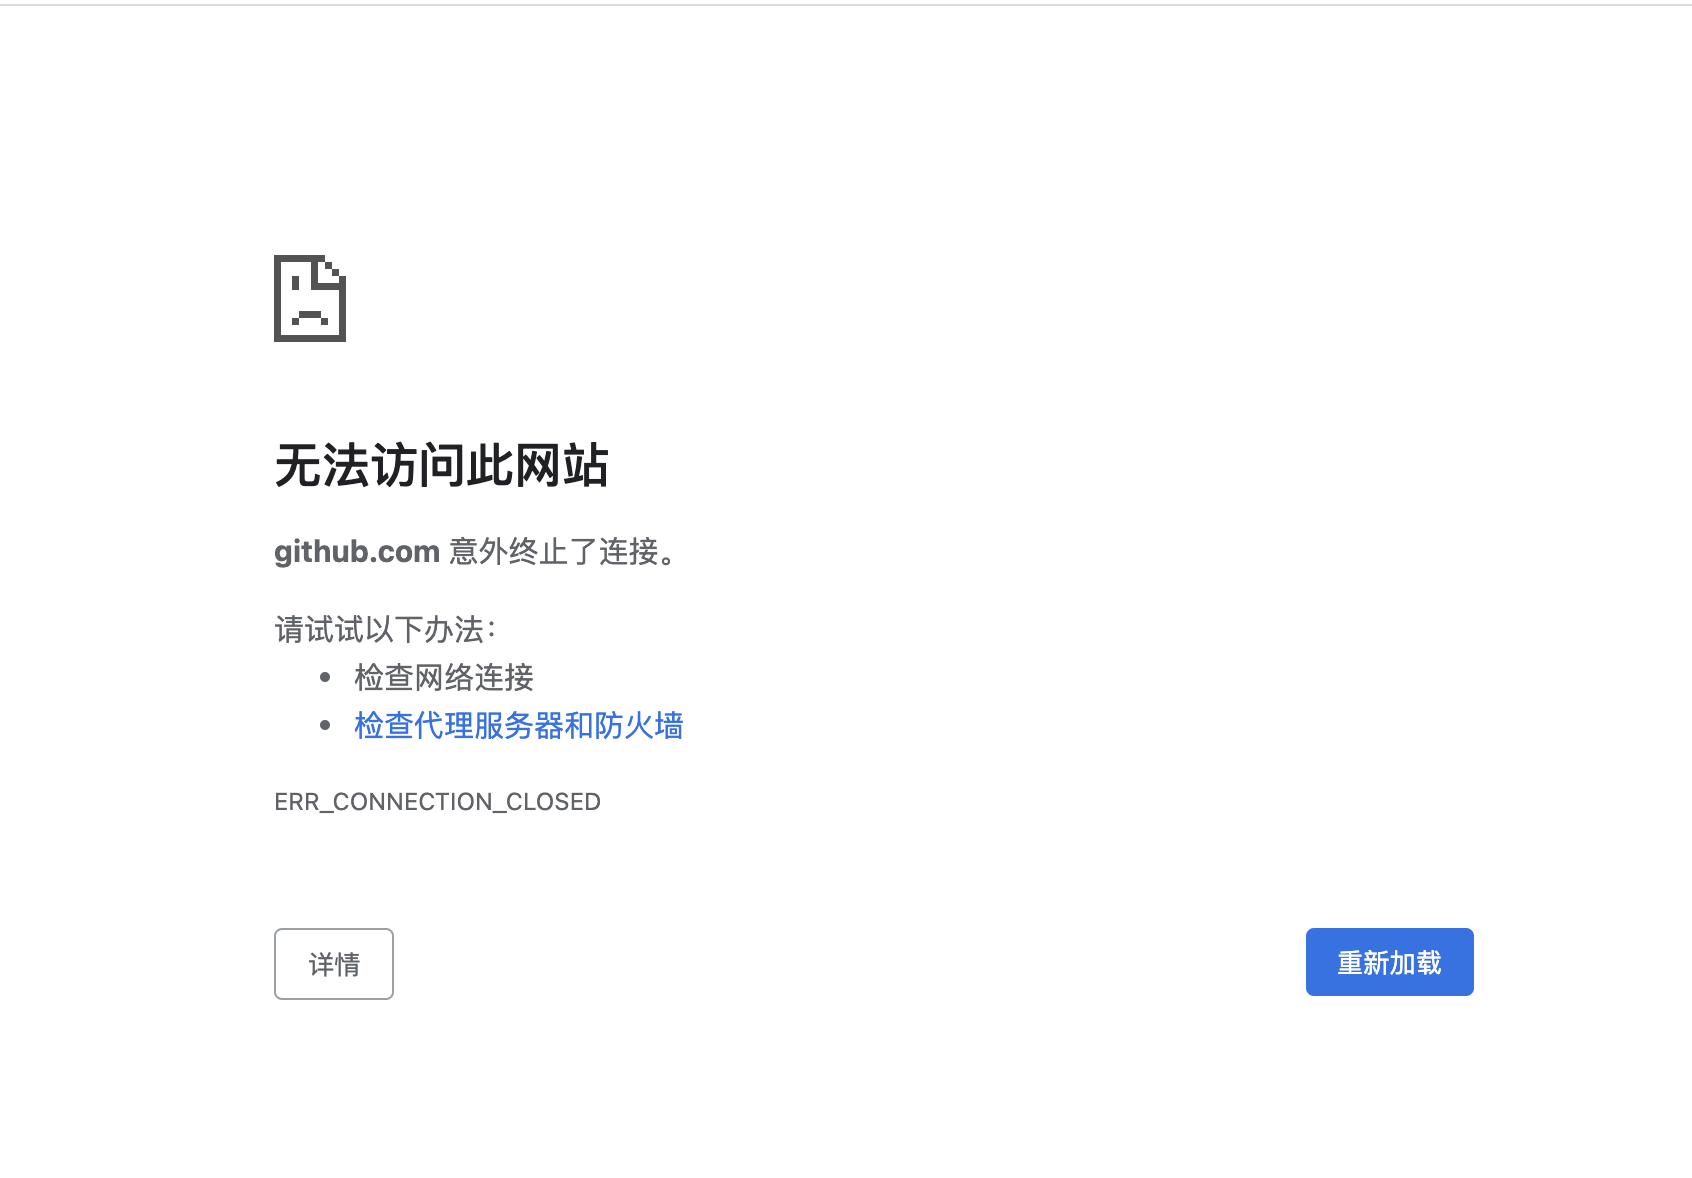 无法访问此网站
github.com 意外终止了连接。
请试试以下办法：
检查网络连接
检查代理服务器和防火墙
ERR_CONNECTION_CLOSED
详情
重新加载